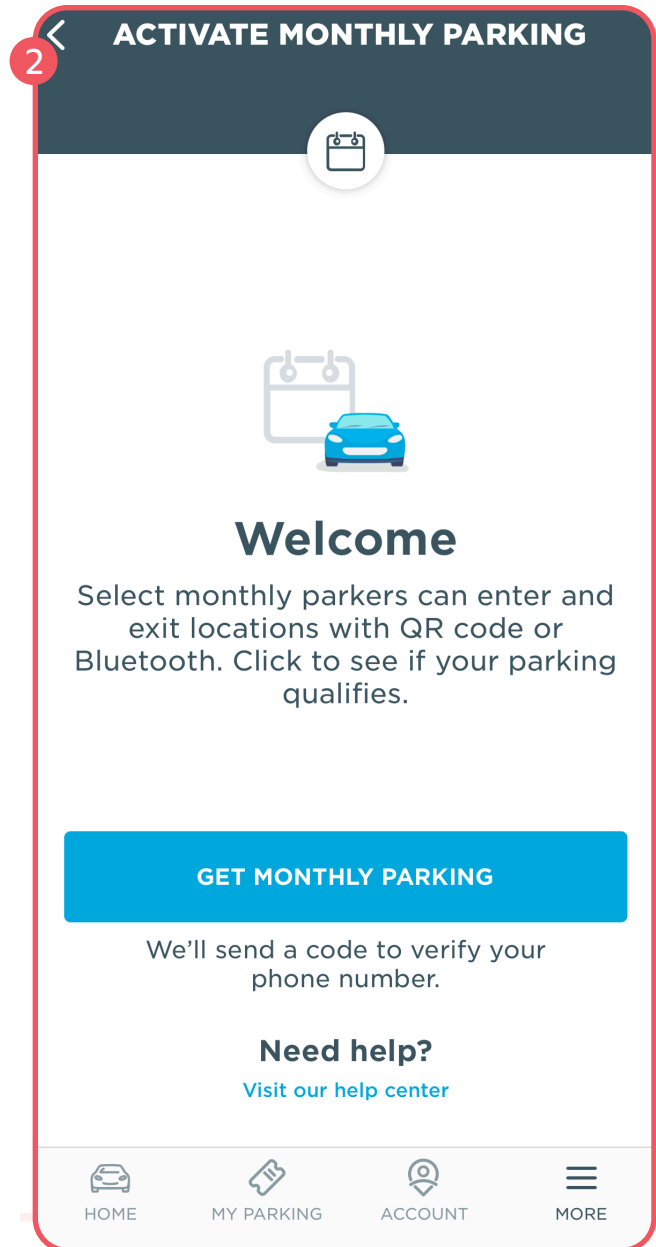 2
ACTIVATE MONTHLY PARKING
Welcome
Select monthly parkers can enter and
exit locations with QR code or
Bluetooth. Click to see if your parking
qualifies.
GET MONTHLY PARKING
We’ll send a code to verify your
phone number.
Need help?
Visit our help center
HOME MY PARKING ACCOUNT MORE